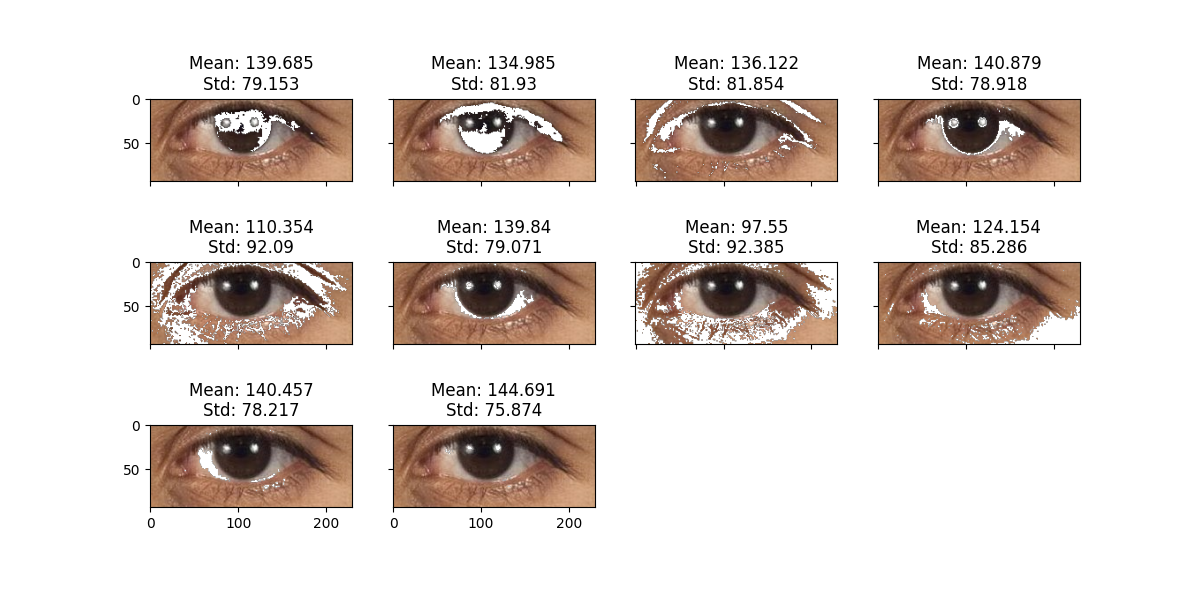 Mean: 139.685
Std: 79.153
Mean: 134.985
Std: 81.93
Mean: 136.122
Std: 81.854
Mean: 140.879
Std: 78.918
0
50
Mean: 110.354
Std: 92.09
Mean: 139.84
Std: 79.071
Mean: 97.55
Std: 92.385
Mean: 124.154
Std: 85.286
0
50
Mean: 140.457
Std: 78.217
Mean: 144.691
Std: 75.874
0
50
0 100 200
0 100 200